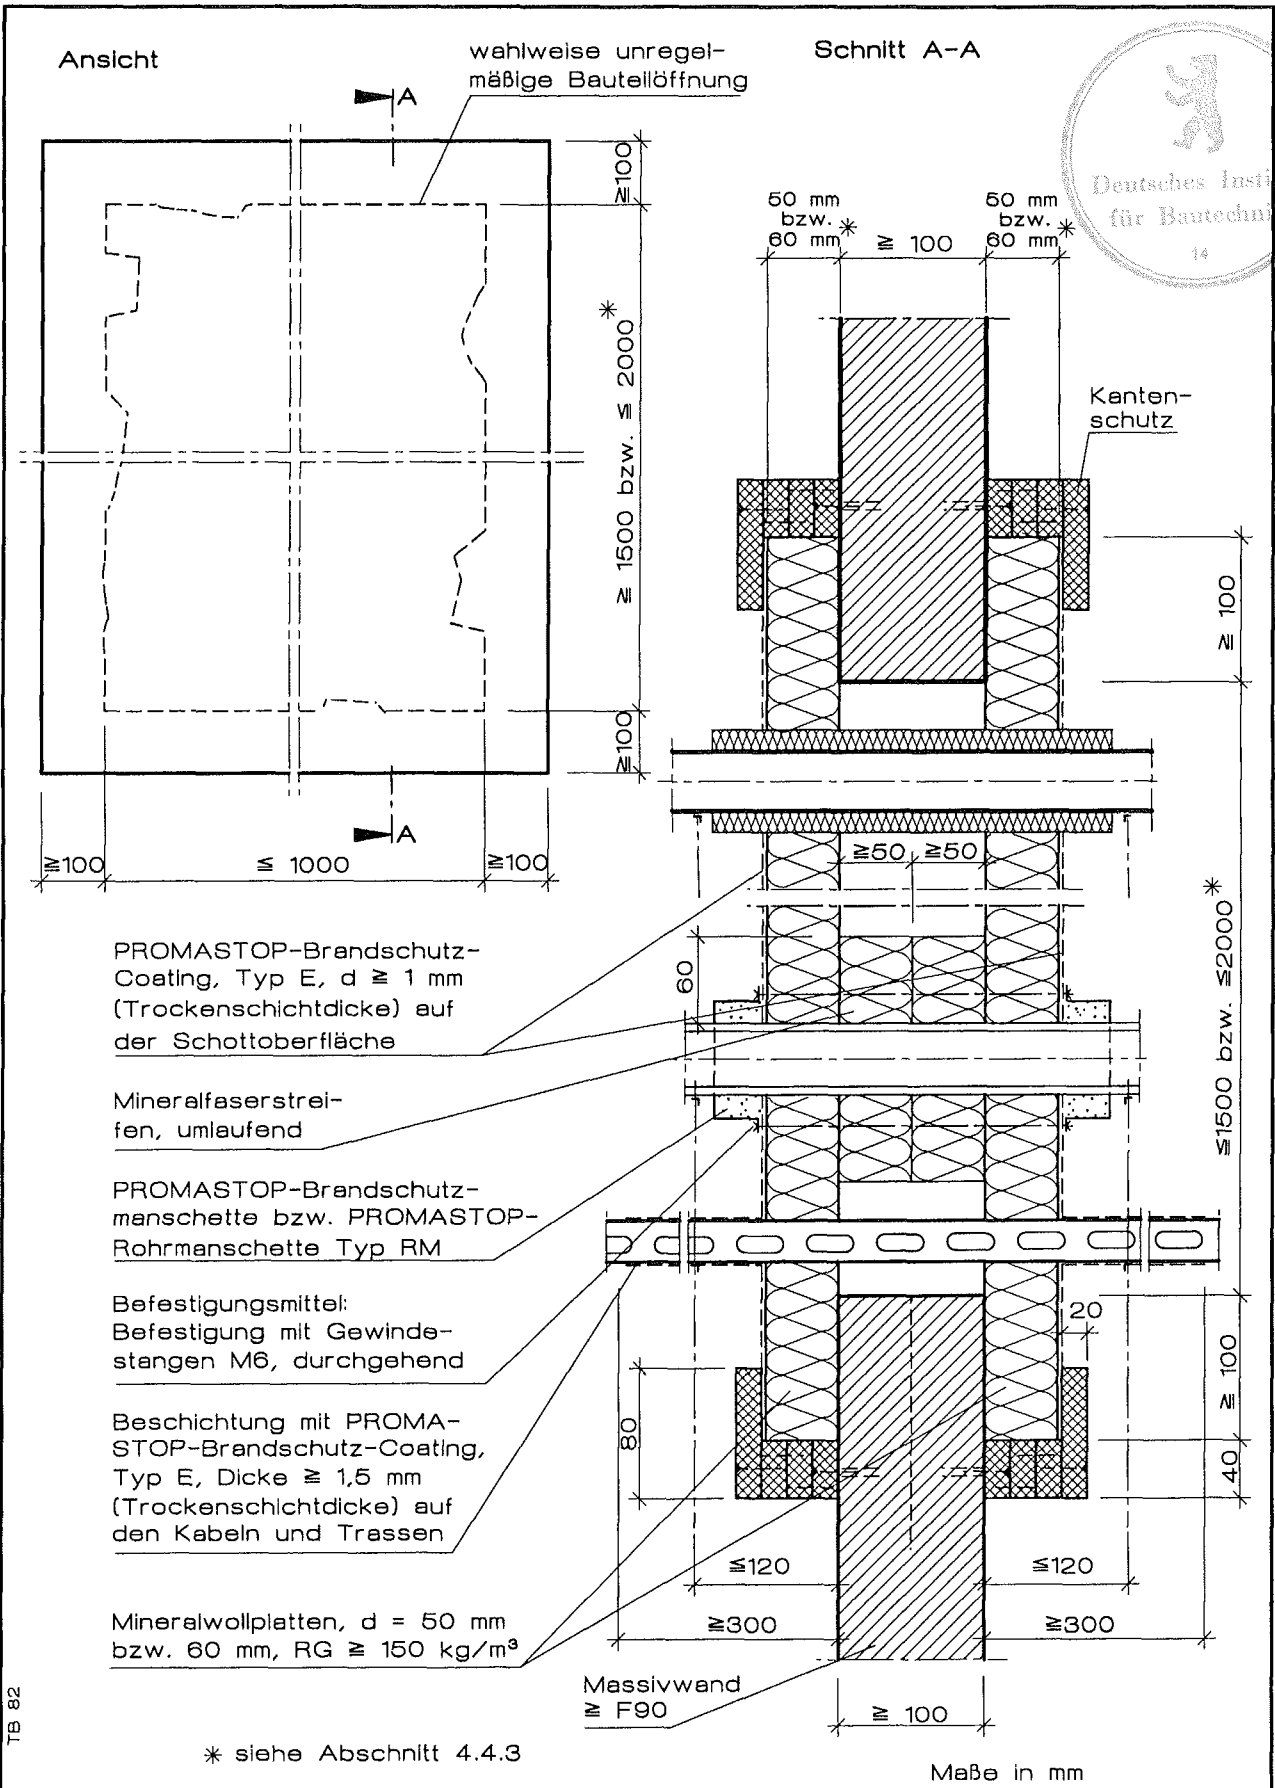 Ansicht
wahlweise unregel-
mäßige Bauteilöffnung
Schnitt A-A
A
Deutsches Insti
für Bautechni
14
≧100
50 mm
bzw.
60 mm *
≧ 100
50 mm
bzw.
60 mm *
≧ 1500 bzw. ≦ 2000 *
Kanten-
schutz
≧ 100
≧100
A
≧100
≦ 1000
≧100
≧50
≧50
≦1500 bzw. ≦2000 *
60
PROMASTOP-Brandschutz-
Coating, Typ E, d ≧ 1 mm
(Trockenschichtdicke) auf
der Schottoberfläche
Mineralfaserstrei-
fen, umlaufend
PROMASTOP-Brandschutz-
manschette bzw. PROMASTOP-
Rohrmanschette Typ RM
Befestigungsmittel:
Befestigung mit Gewinde-
stangen M6, durchgehend
20
≧ 100
80
40
Beschichtung mit PROMA-
STOP-Brandschutz-Coating,
Typ E, Dicke ≧ 1,5 mm
(Trockenschichtdicke) auf
den Kabeln und Trassen
≦120
≦120
≧300
≧300
Mineralwollplatten, d = 50 mm
bzw. 60 mm, RG ≧ 150 kg/m³
Massivwand
≧ F90
≧ 100
TB 82
* siehe Abschnitt 4.4.3
Maße in mm